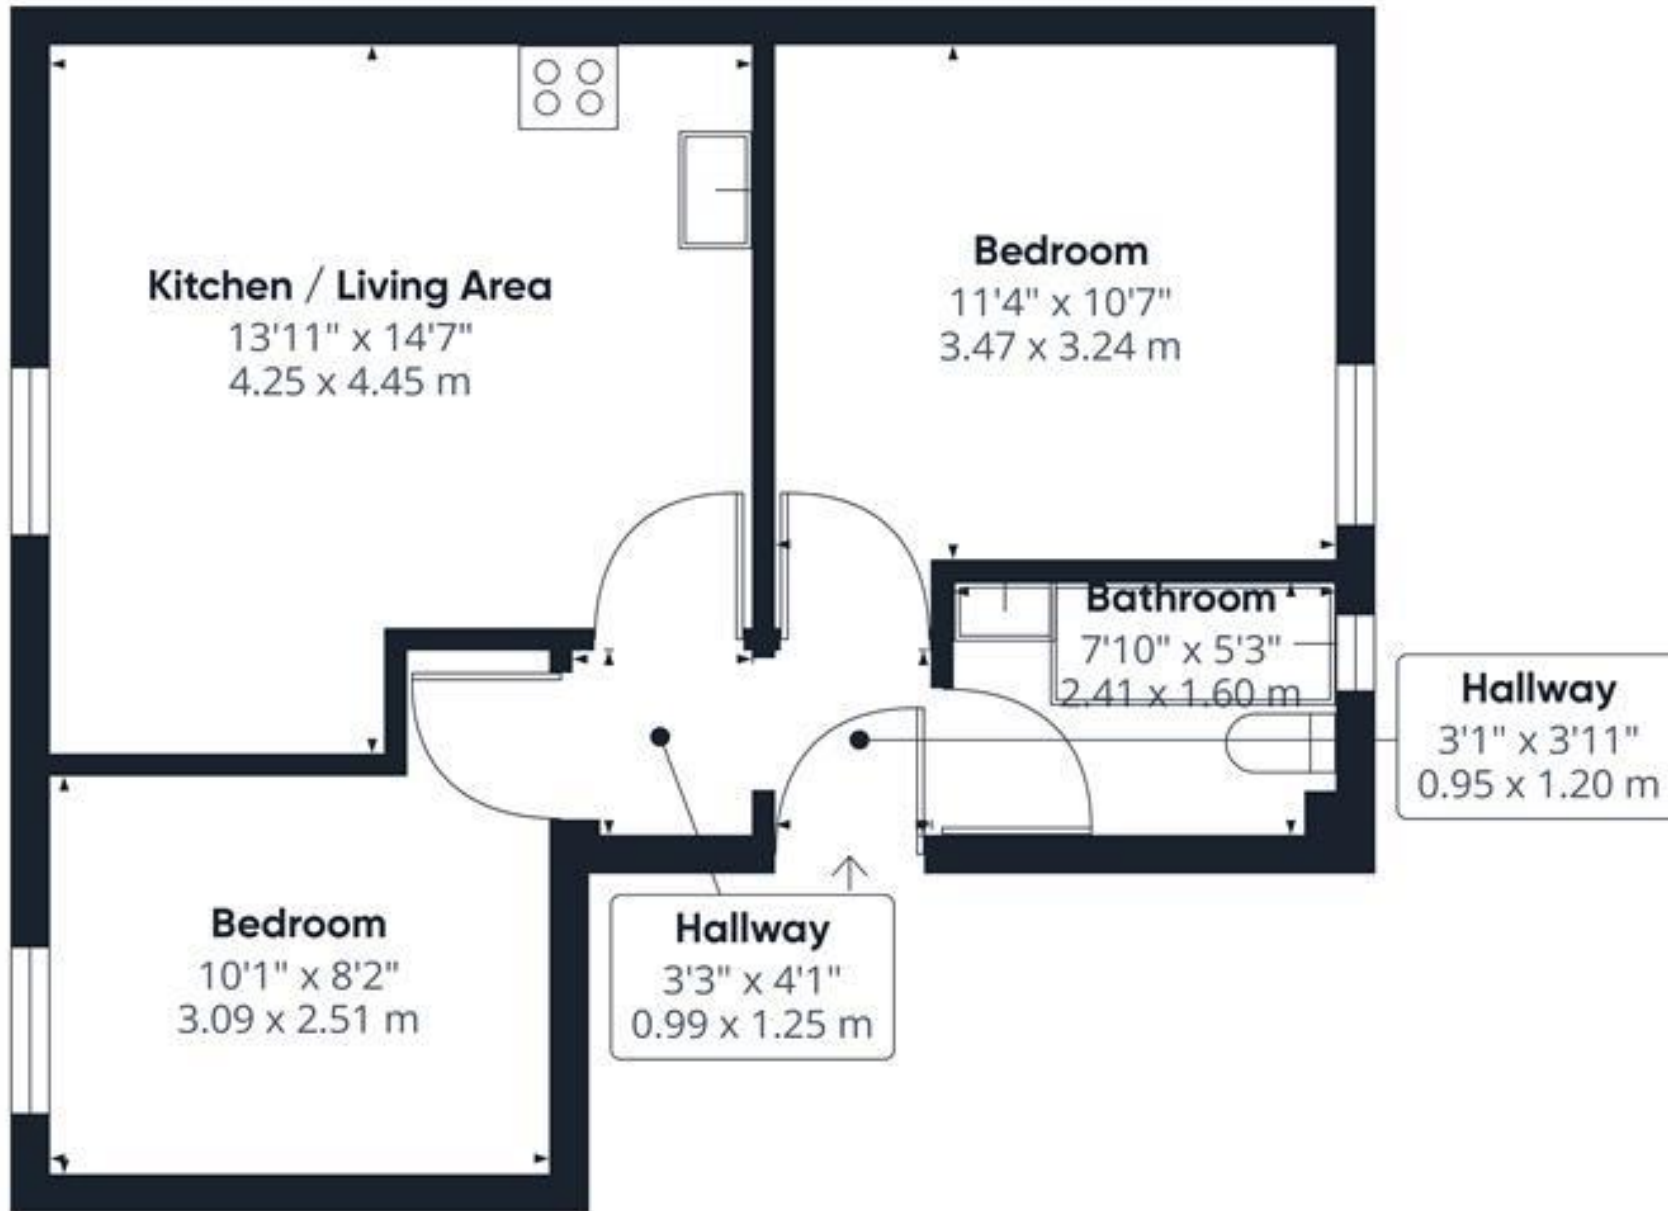 Kitchen / Living Area
13'11" x 14'7"
4.25 x 4.45 m
Bedroom
11'4" x 10'7"
3.47 x 3.24 m
Bathroom
7'10" x 5'3"
2.41 x 1.60 m
Hallway
3'1" x 3'11"
0.95 x 1.20 m
Bedroom
10'1" x 8'2"
3.09 x 2.51 m
Hallway
3'3" x 4'1"
0.99 x 1.25 m